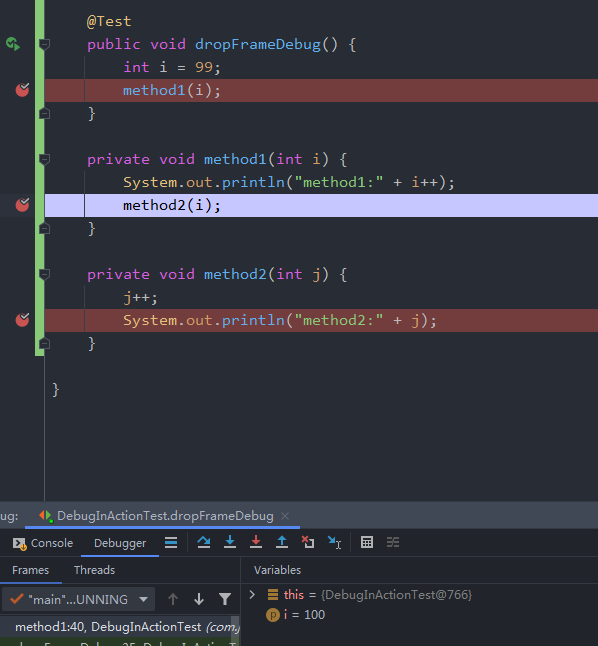 @Test
public void dropFrameDebug() {
int i = 99;
method1(i);
}
private void method1(int i) {
System.out.println("method1:" + i++);
method2(i);
}
private void method2(int j) {
j++;
System.out.println("method2:" + j);
}
}
ug: DebugInActionTest.dropFrameDebug
Console Debugger
Frames Threads Variables
"main"...UNNING
this = {DebugInActionTest@766}
p i = 100
method1:40, DebugInActionTest (com.